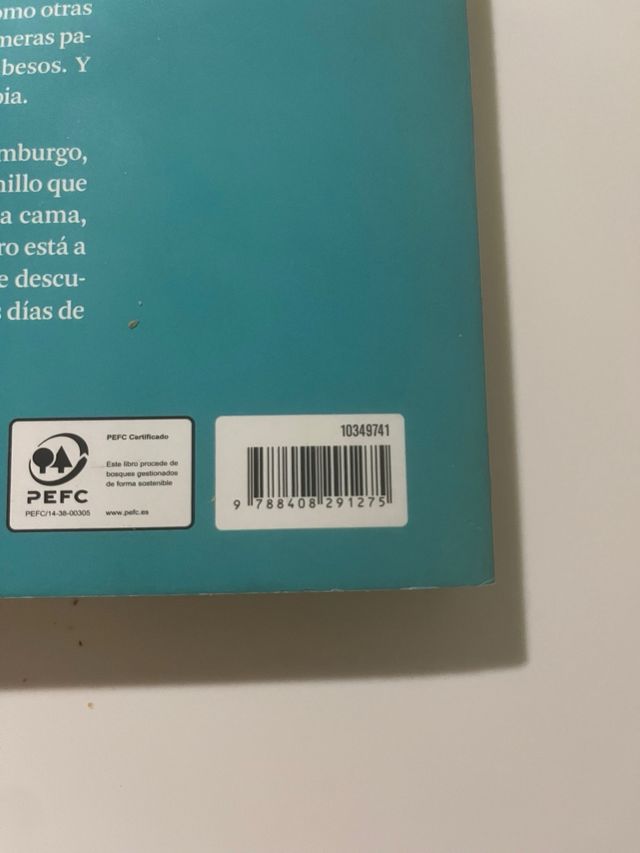 omo otras
meras pa-
besos. Y
bia.
mburgo,
nillo que
a cama,
ro está a
e descu-
s días de
PEFC
PEFC/14-38-00305
PEFC Certificado
Este libro procede de
bosques gestionados
de forma sostenible
www.pefc.es
10349741
9 788408 291275